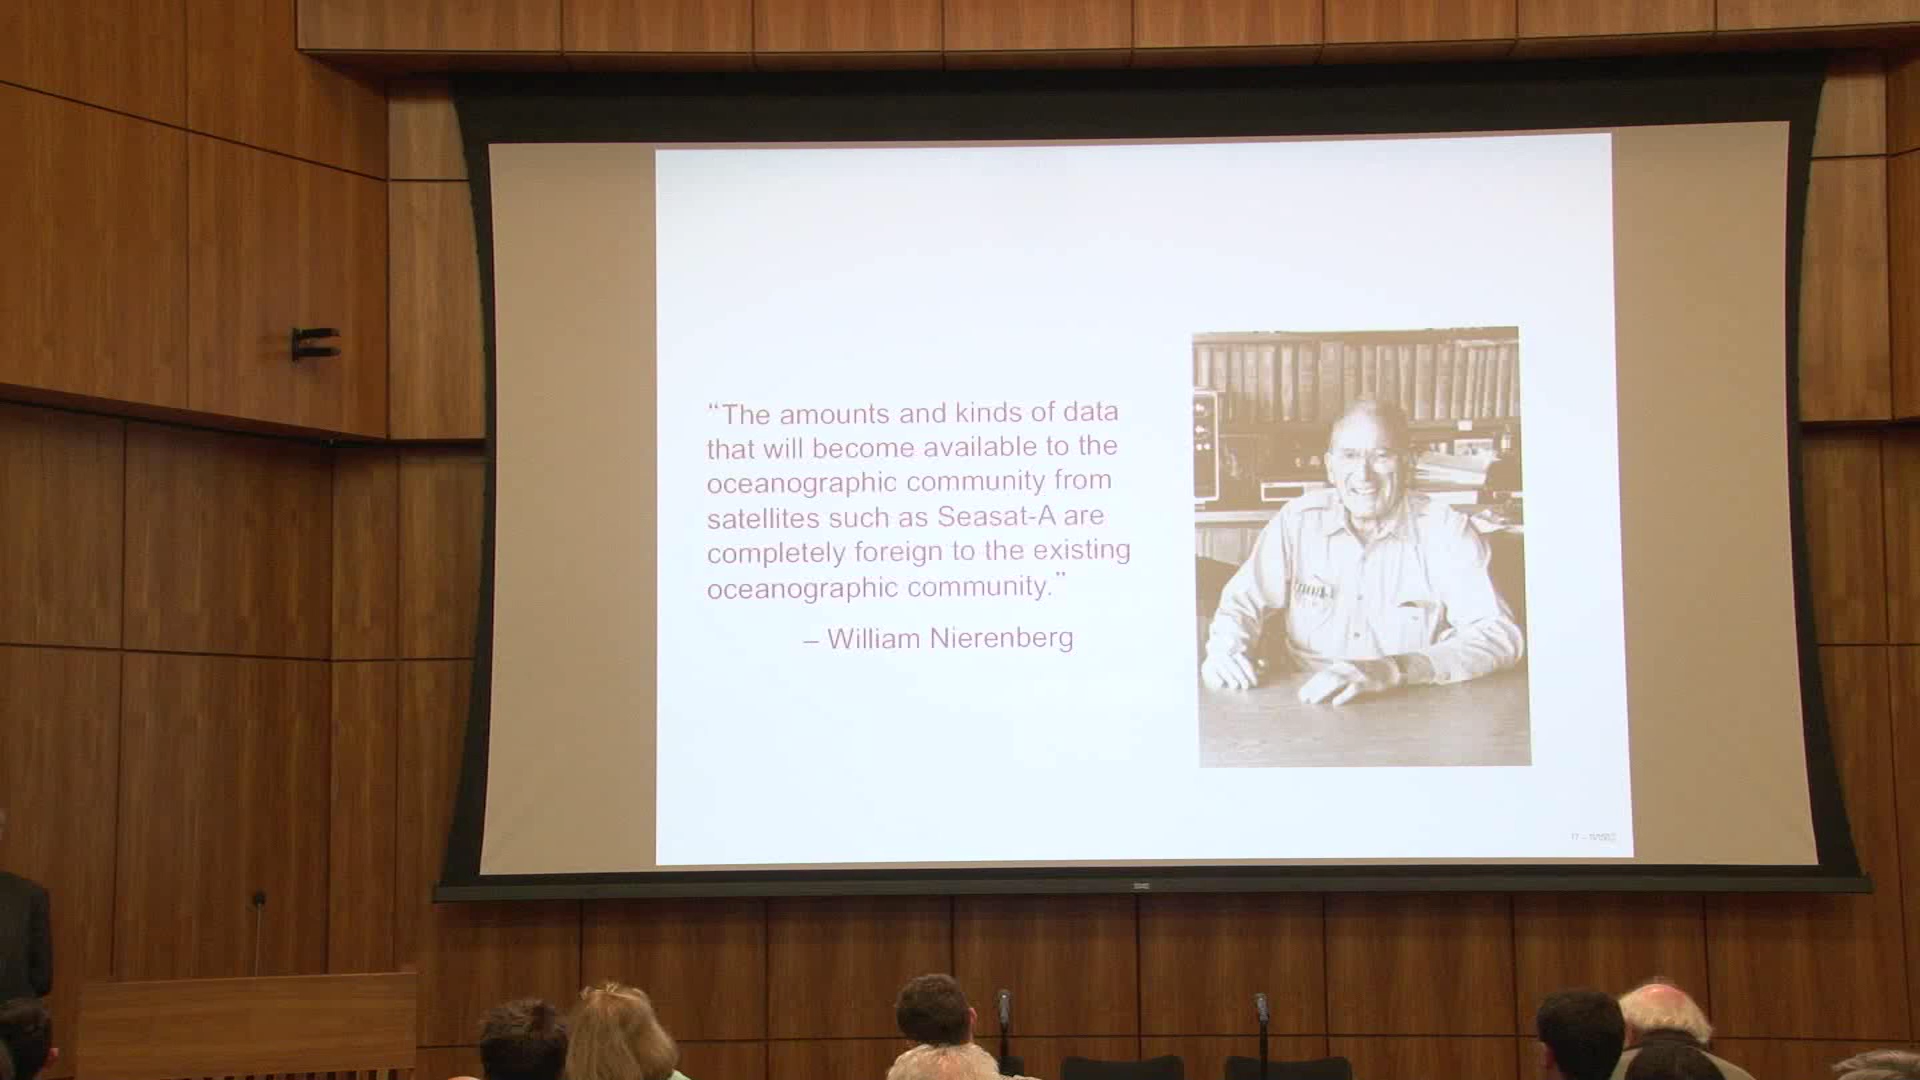 “The amounts and kinds of data
that will become available to the
oceanographic community from
satellites such as Seasat-A are
completely foreign to the existing
oceanographic community.”
– William Nierenberg